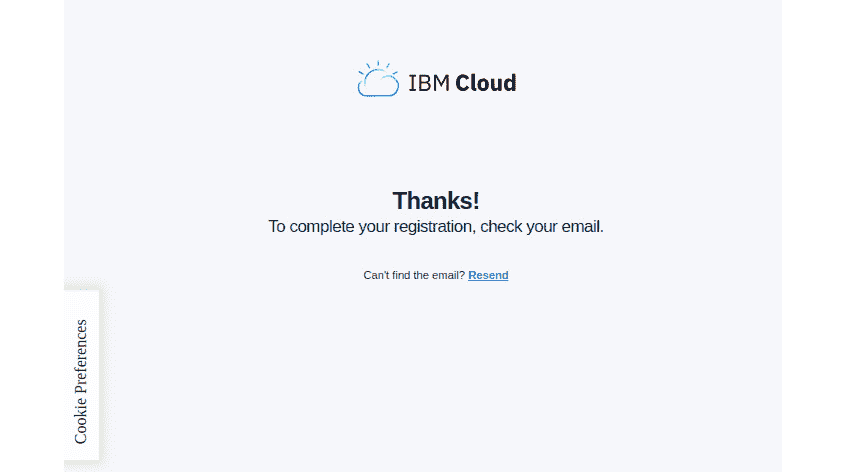 IBM Cloud
Thanks!
To complete your registration, check your email.
Can't find the email? Resend
Cookie Preferences